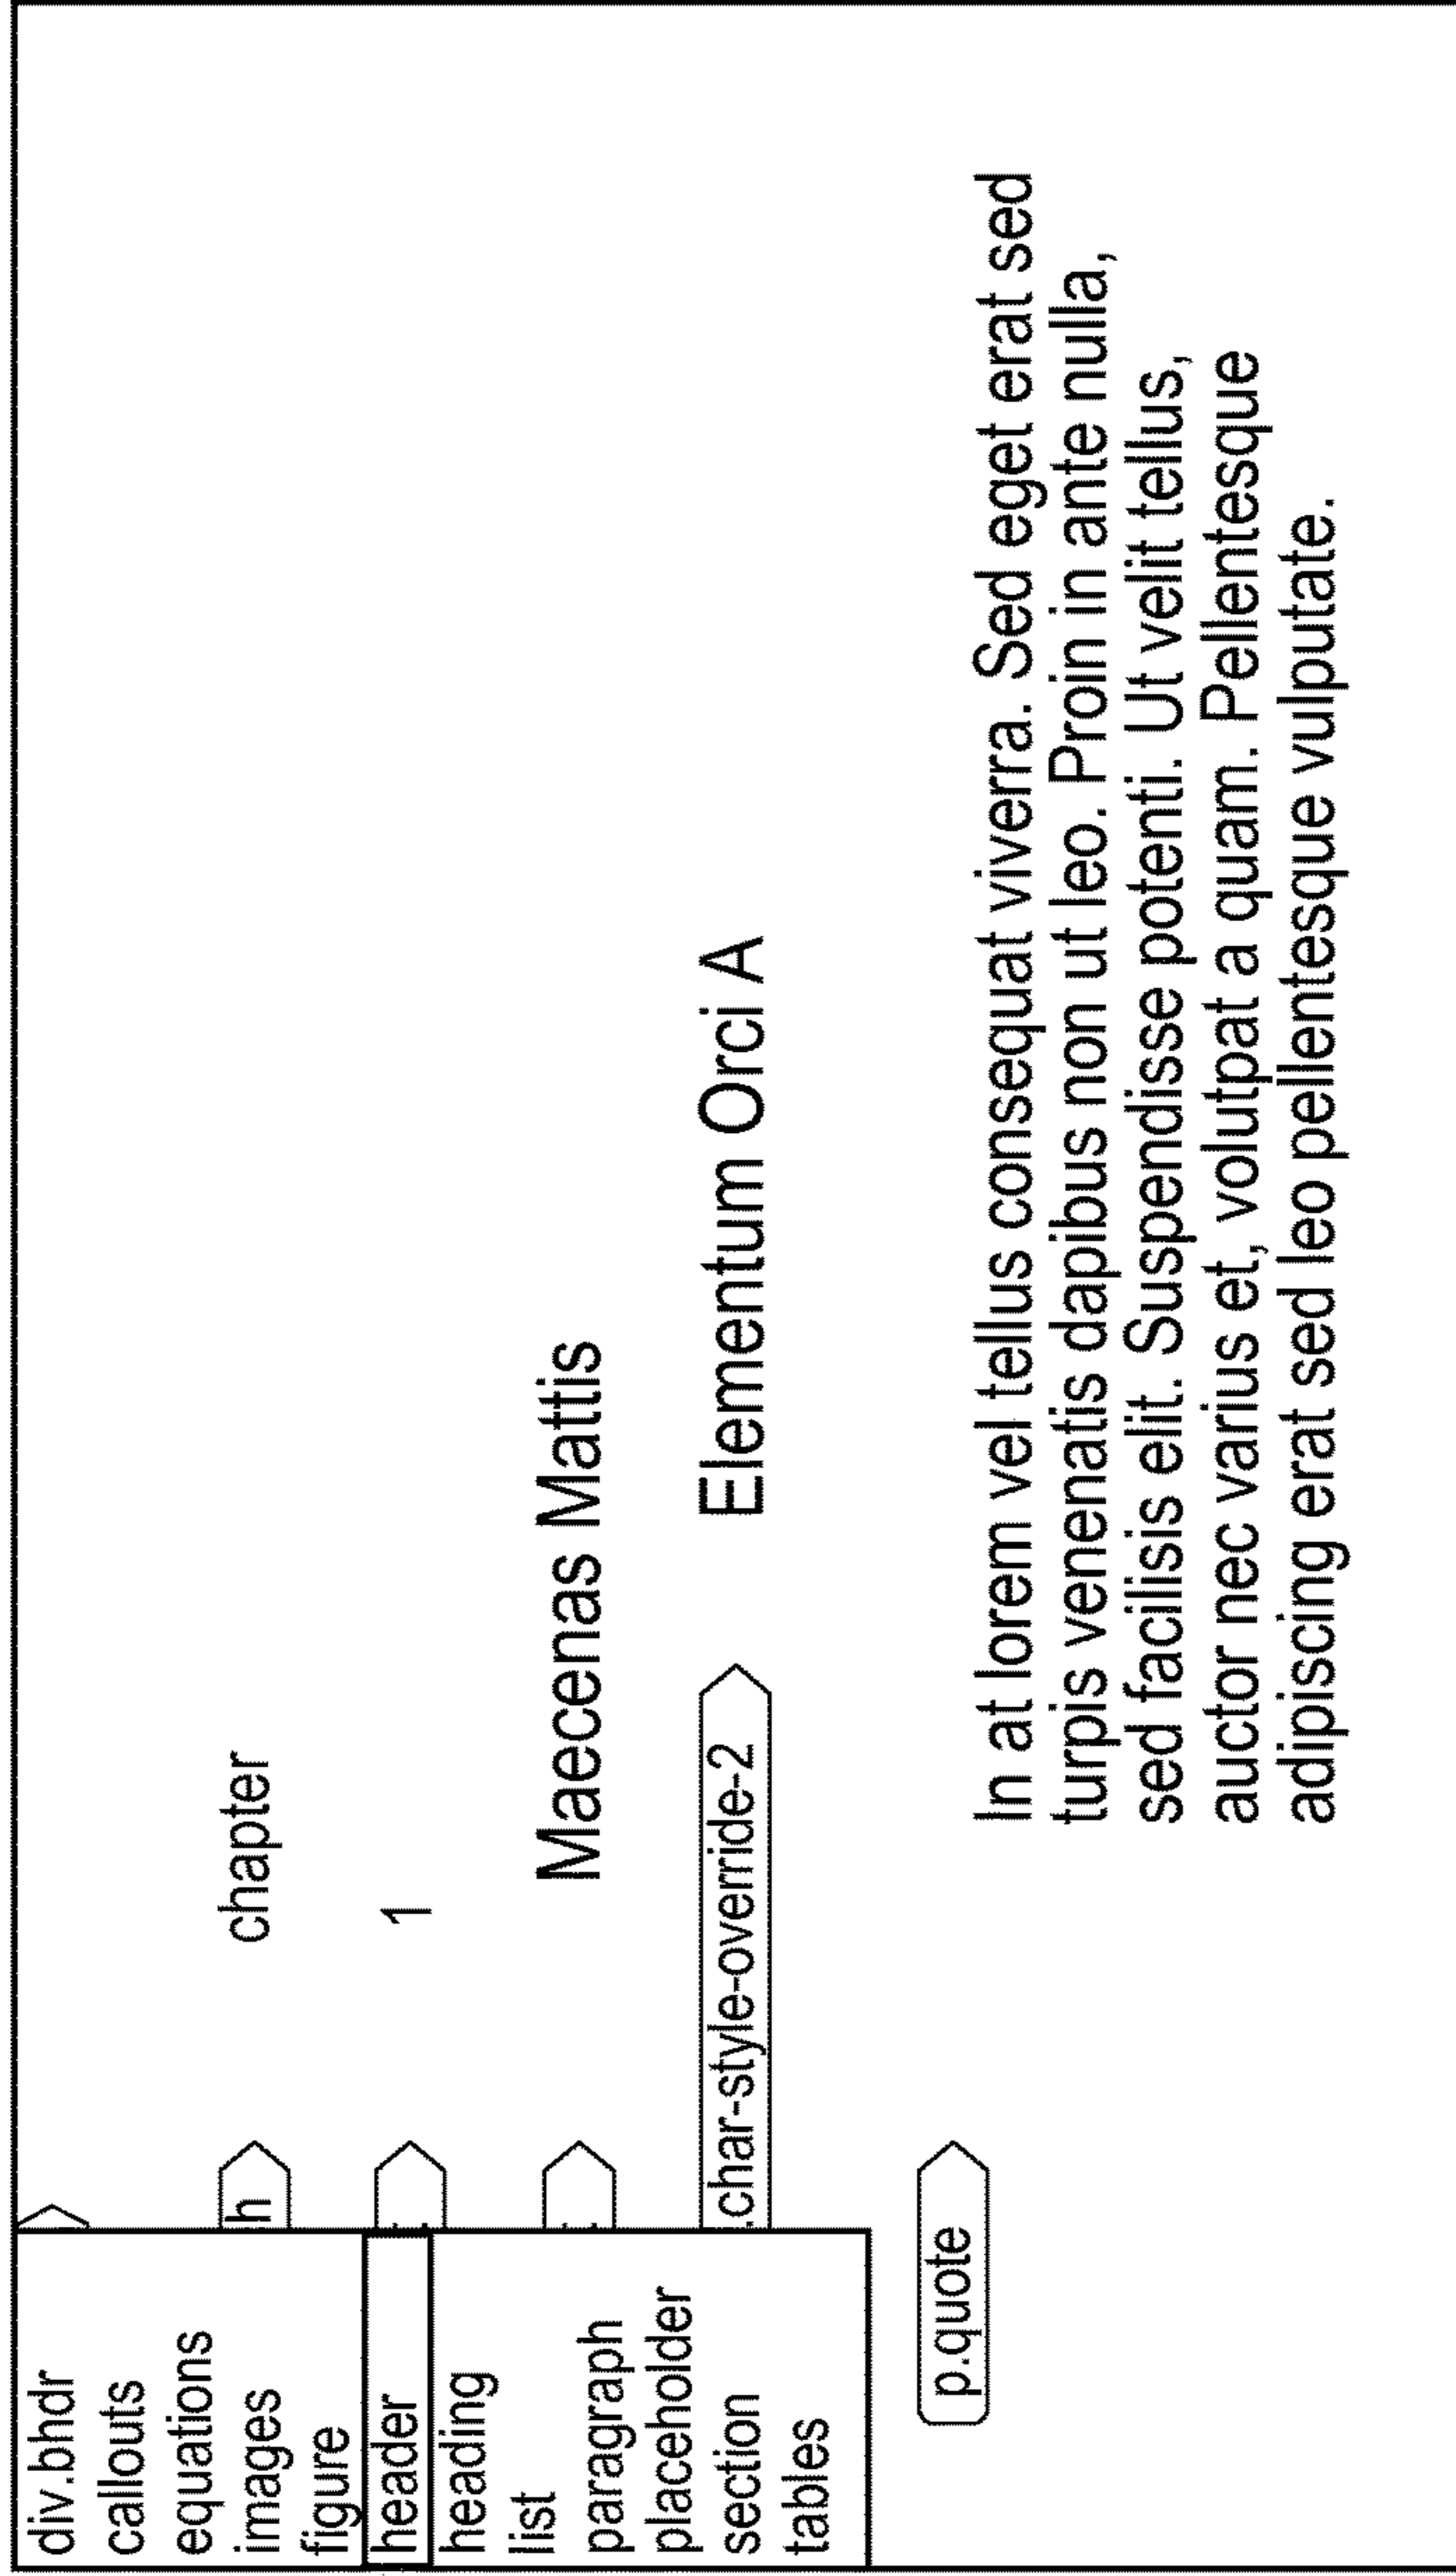 div.bhdr
callouts
equations
images
figure
header
heading
list
paragraph
placeholder
section
tables
h
chapter
1
Maecenas Mattis
.char-style-override-2
Elementum Orci A
p.quote
In at lorem vel tellus consequat viverra. Sed eget erat sed
turpis venenatis dapibus non ut leo. Proin in ante nulla,
sed facilisis elit. Suspendisse potenti. Ut velit tellus,
auctor nec varius et, volutpat a quam. Pellentesque
adipiscing erat sed leo pellentesque vulputate.